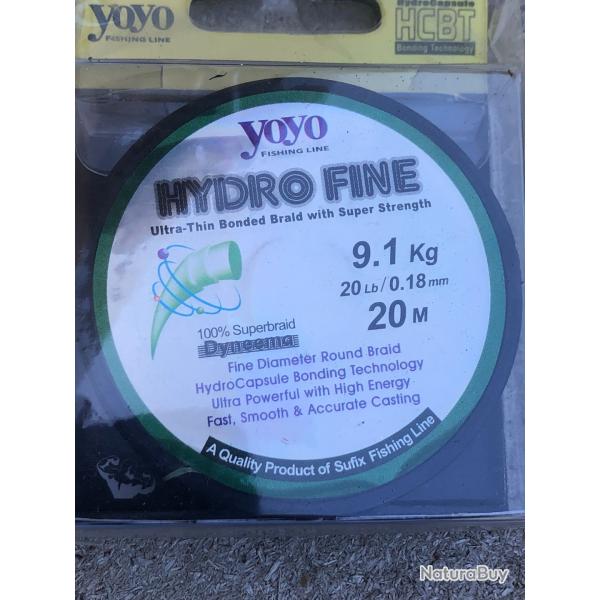 yoyo
FISHING LINE
HydroCapsule
HCBT
Bonding Technology
yoyo
FISHING LINE
HYDRO FINE
Ultra-Thin Bonded Braid with Super Strength
9.1 Kg
20 Lb/0.18mm
20 M
100% Superbraid
Dyneema
Fine Diameter Round Braid
HydroCapsule Bonding Technology
Ultra Powerful with High Energy
Fast, Smooth & Accurate Casting
A Quality Product of Sufix Fishing Line
NaturaBuy